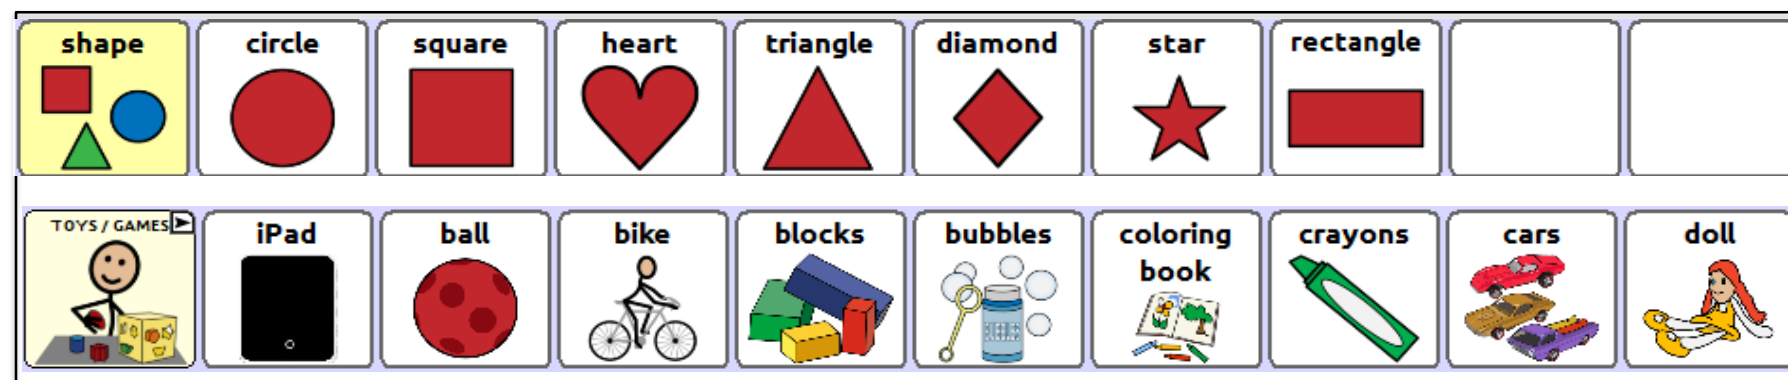 shape circle square heart triangle diamond star rectangle
TOYS / GAMES iPad ball bike blocks bubbles coloring book crayons cars doll